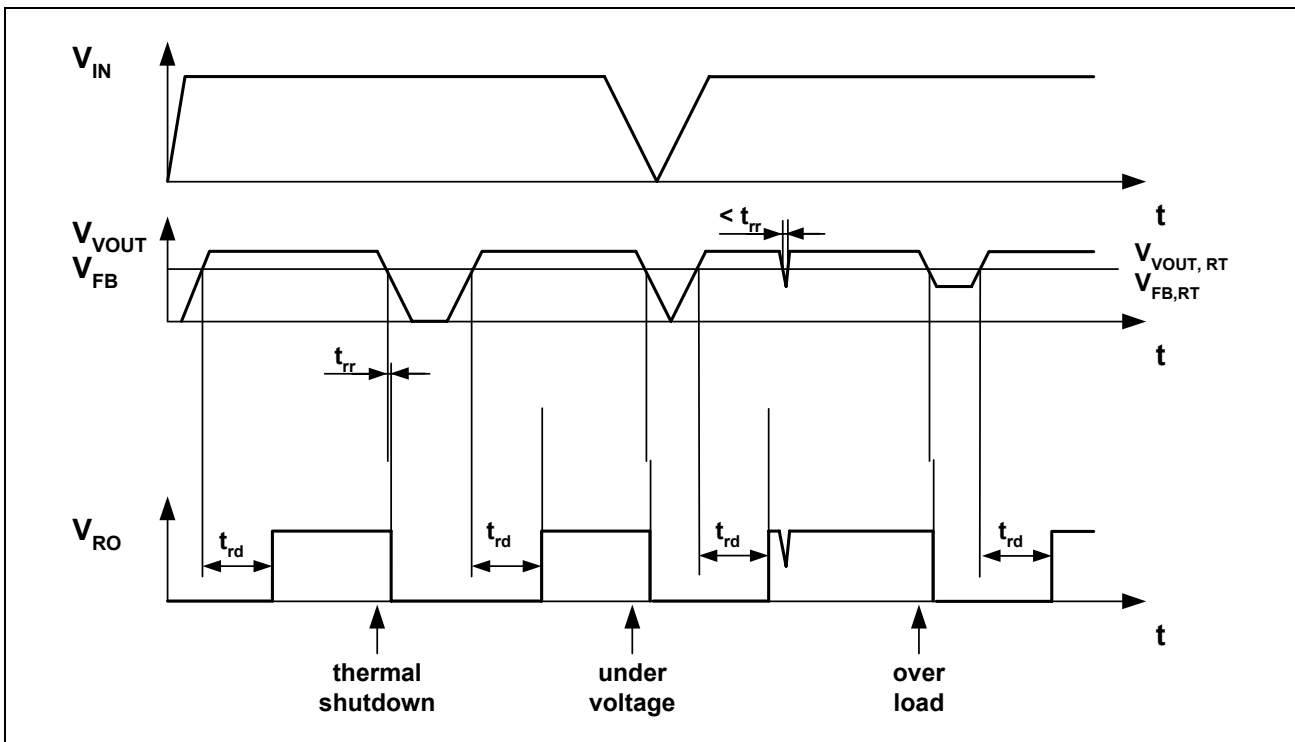 V_IN
t
< t_rr
V_VOUT
V_FB
V_VOUT, RT
V_FB,RT
t
t_rr
V_RO
t_rd
t_rd
t_rd
t_rd
t
thermal
shutdown
under
voltage
over
load